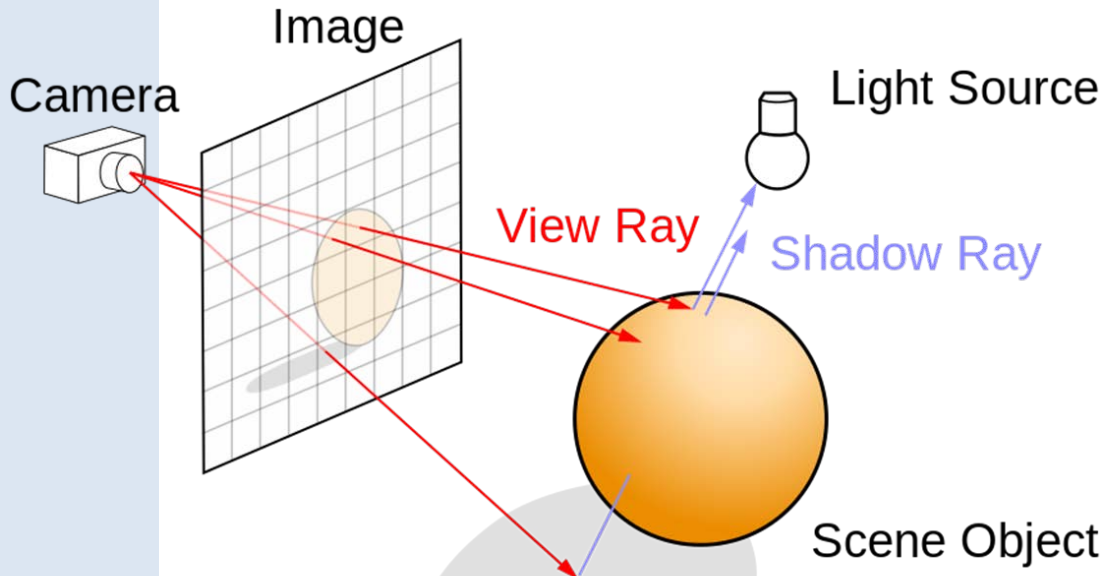 Image
Camera
Light Source
View Ray
Shadow Ray
Scene Object